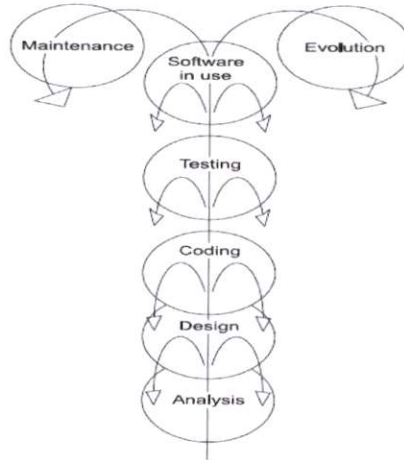 Maintenance
Evolution
Software
in use
Testing
Coding
Design
Analysis